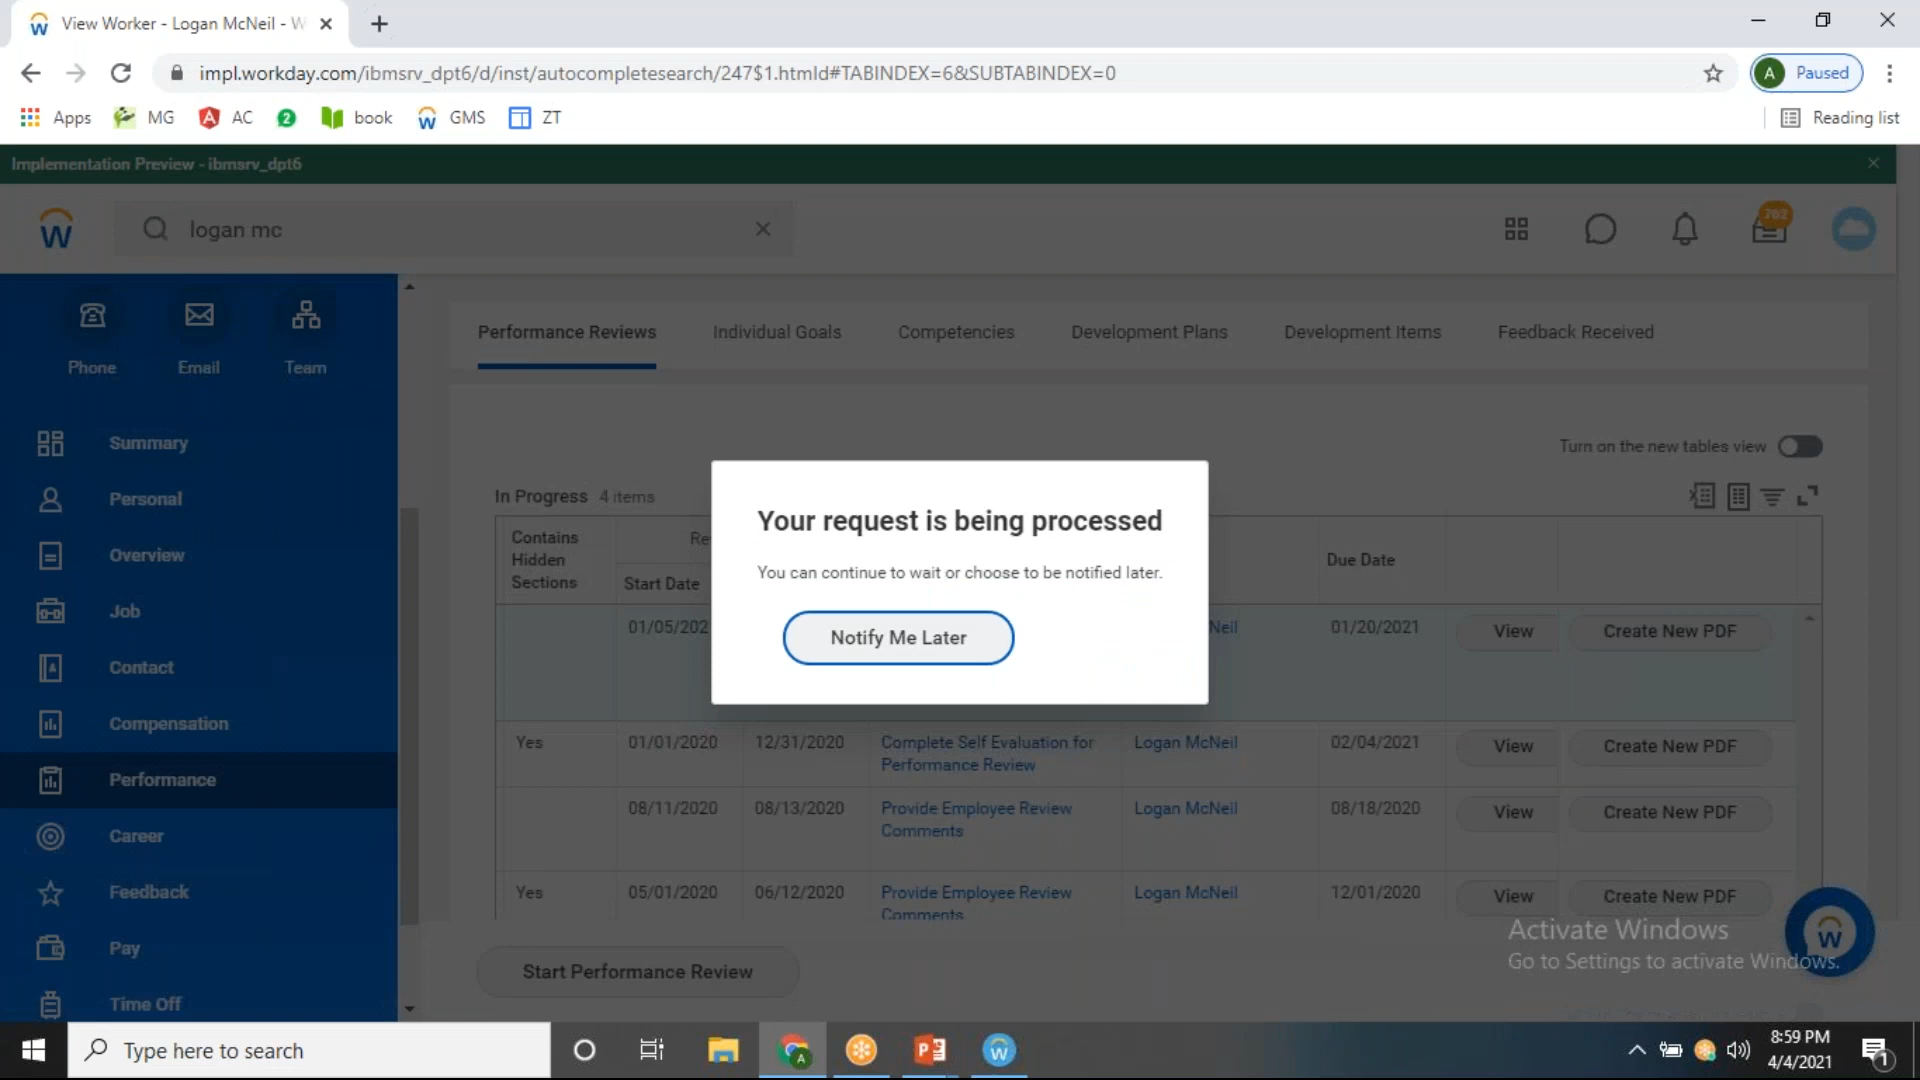 View Worker - Logan McNeil - W
impl.workday.com/ibmsrv_dpt6/d/inst/autocompletesearch/247$1.htmld#TABINDEX=6&SUBTABINDEX=0
A Paused
Apps MG AC 2 book GMS ZT Reading list
Implementation Preview - ibmsrv_dpt6
logan mc
762
Phone Email Team
Summary
Personal
Overview
Job
Contact
Compensation
Performance
Career
Feedback
Pay
Time Off
Performance Reviews Individual Goals Competencies Development Plans Development Items Feedback Received
Turn on the new tables view
In Progress 4 items
Contains
Hidden
Sections
Re
Start Date
Due Date
01/05/202 Neil 01/20/2021 View Create New PDF
Yes 01/01/2020 12/31/2020 Complete Self Evaluation for Logan McNeil 02/04/2021 View Create New PDF
Performance Review
08/11/2020 08/13/2020 Provide Employee Review Logan McNeil 08/18/2020 View Create New PDF
Comments
Yes 05/01/2020 06/12/2020 Provide Employee Review Logan McNeil 12/01/2020 View Create New PDF
Comments
Your request is being processed
You can continue to wait or choose to be notified later.
Notify Me Later
Start Performance Review
Activate Windows
Go to Settings to activate Windows.
Type here to search
8:59 PM
4/4/2021
1